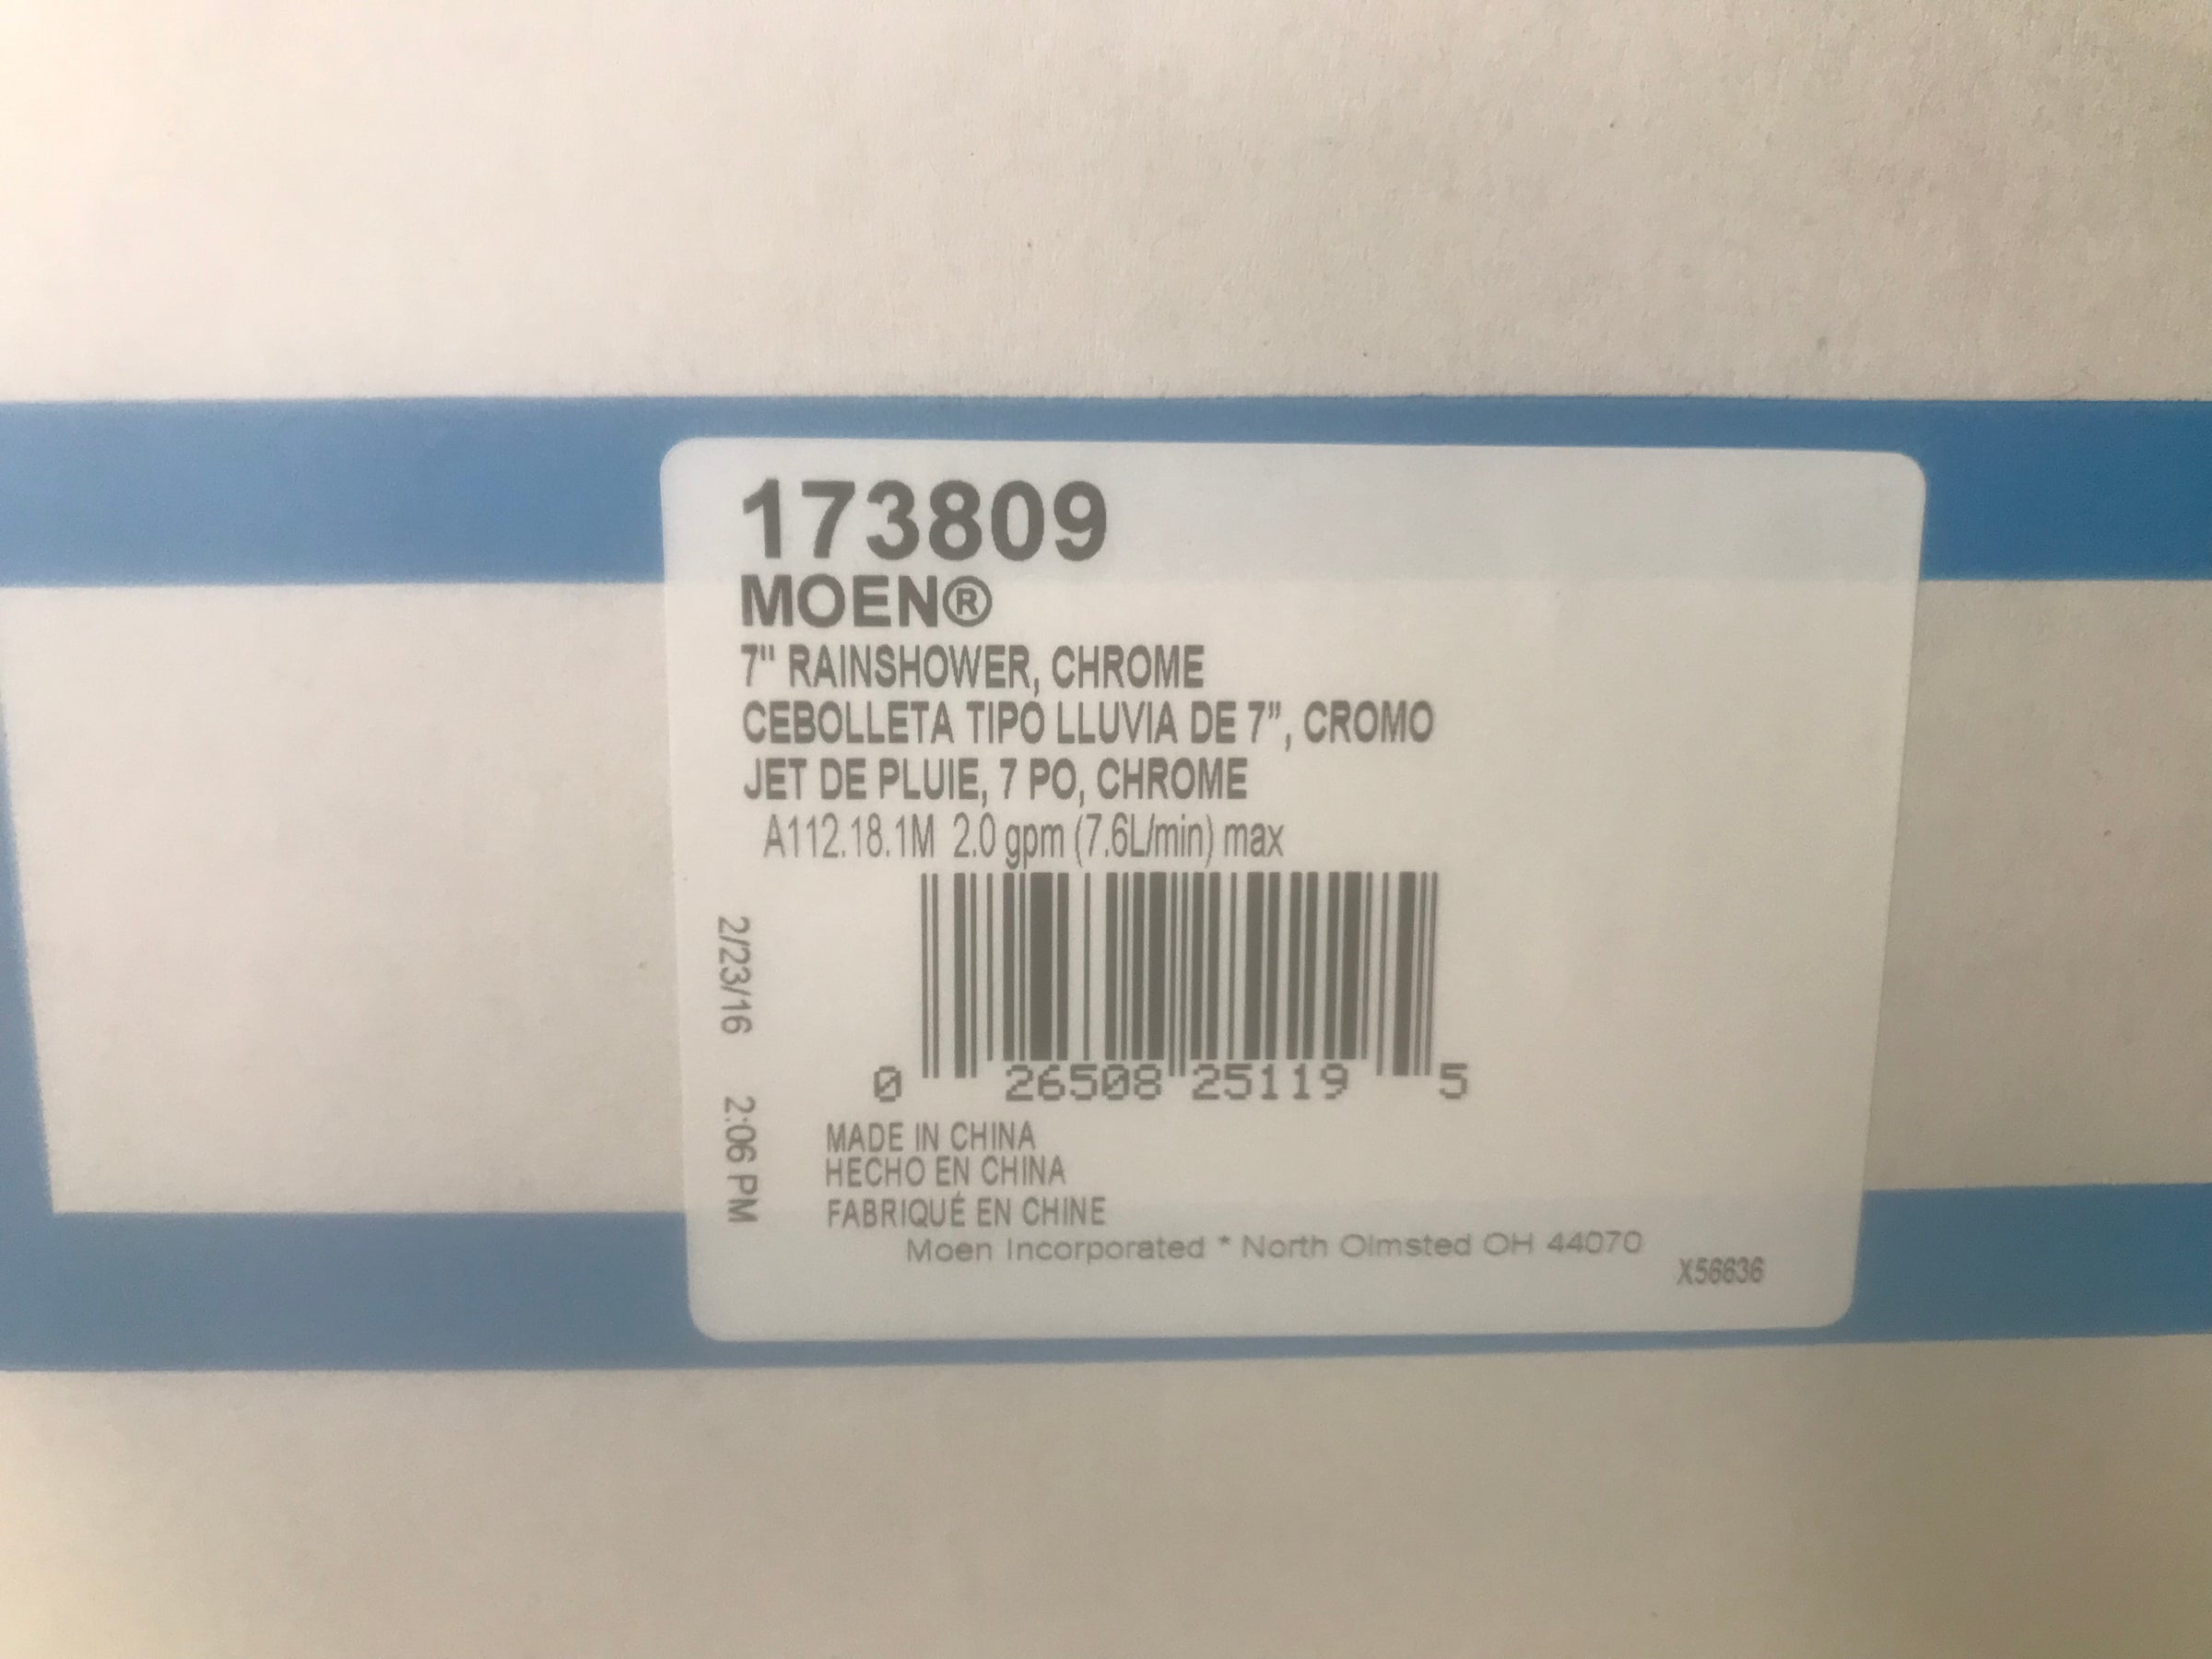 173809
MOEN®
7" RAINSHOWER, CHROME
CEBOLLETA TIPO LLUVIA DE 7”, CROMO
JET DE PLUIE, 7 PO, CHROME
A112.18.1M 2.0 gpm (7.6L/min) max
2/23/16 2:06 PM
0 26508 25119 5
MADE IN CHINA
HECHO EN CHINA
FABRIQUÉ EN CHINE
Moen Incorporated * North Olmsted OH 44070
X56636